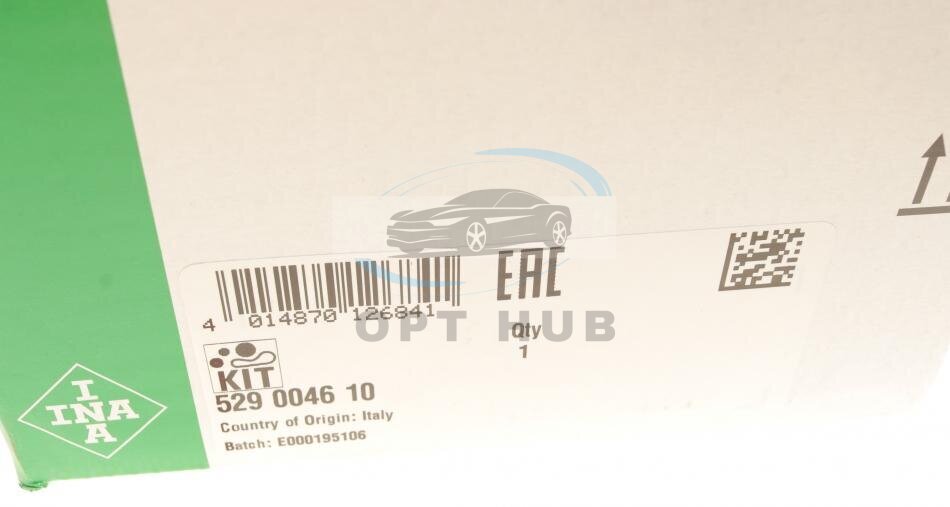 EAC
4 014870 126841
OPT HUB
Qty
1
KIT
529 0046 10
Country of Origin: Italy
Batch: E000195106
I
INA
A